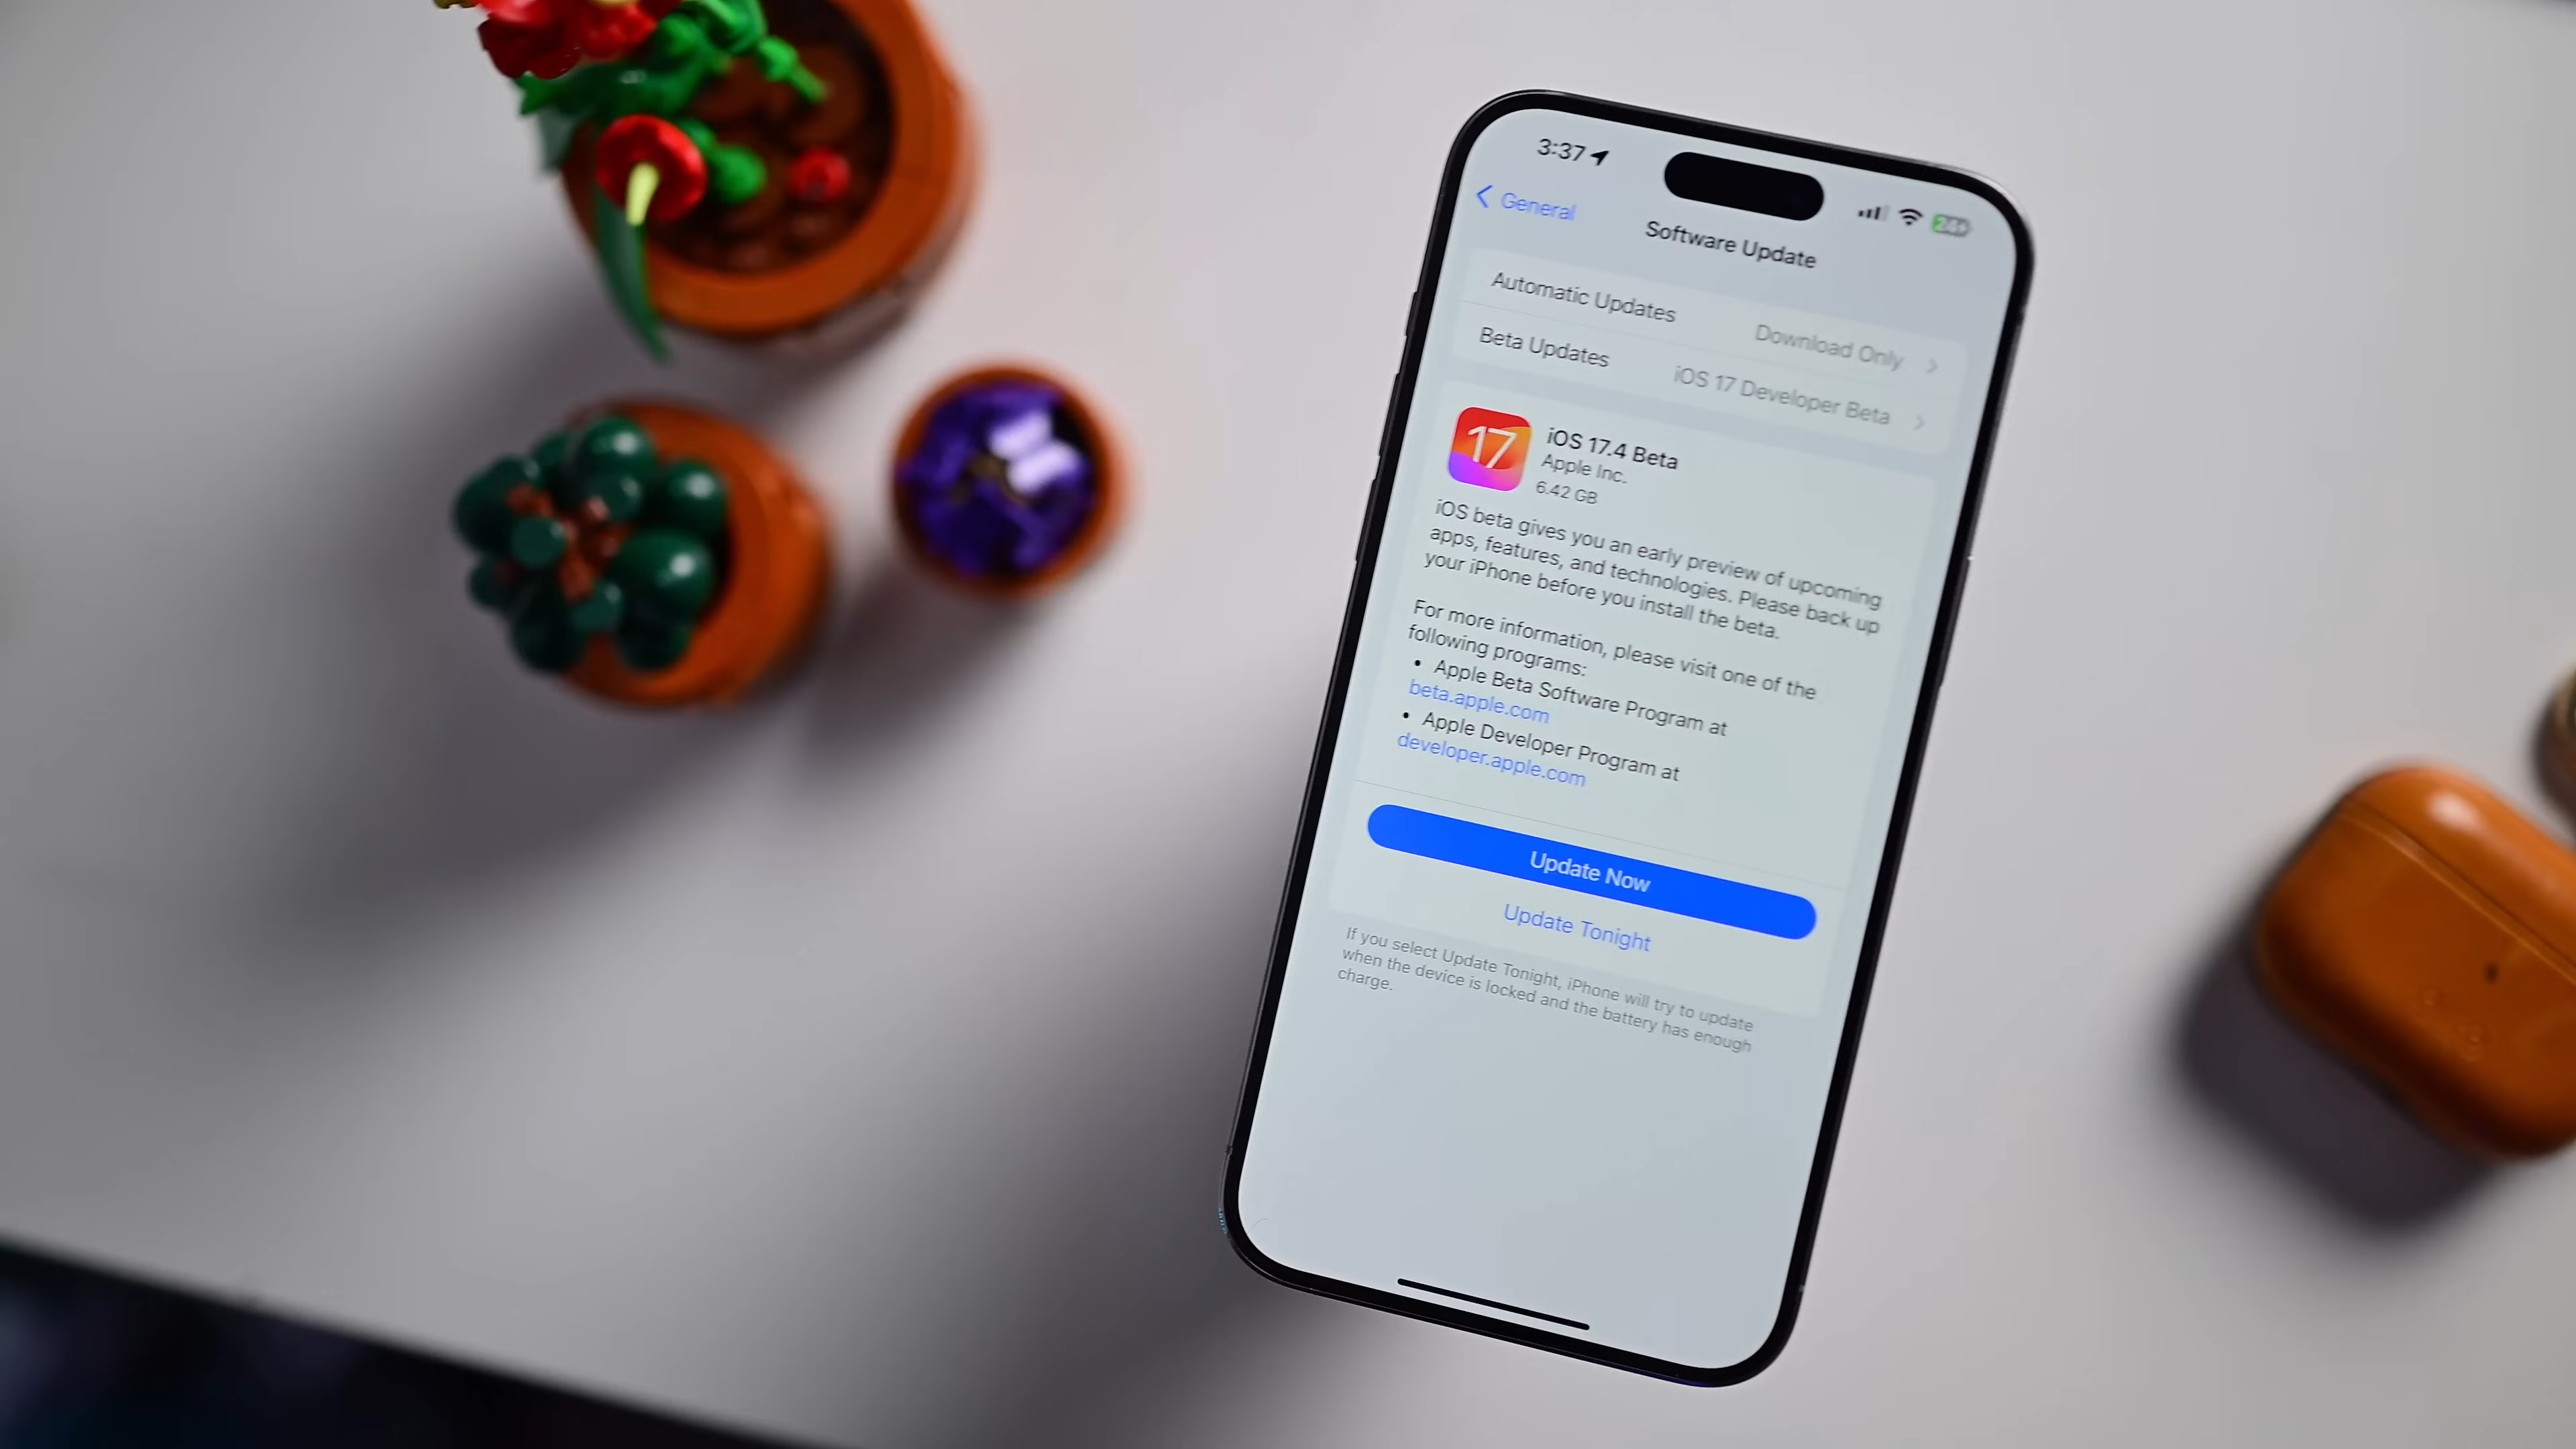 3:37
General
Software Update
Automatic Updates Download Only
Beta Updates iOS 17 Developer Beta
17
iOS 17.4 Beta
Apple Inc.
6.42 GB
iOS beta gives you an early preview of upcoming
apps, features, and technologies. Please back up
your iPhone before you install the beta.
For more information, please visit one of the
following programs:
• Apple Beta Software Program at
beta.apple.com
• Apple Developer Program at
developer.apple.com
Update Now
Update Tonight
If you select Update Tonight, iPhone will try to update
when the device is locked and the battery has enough
charge.